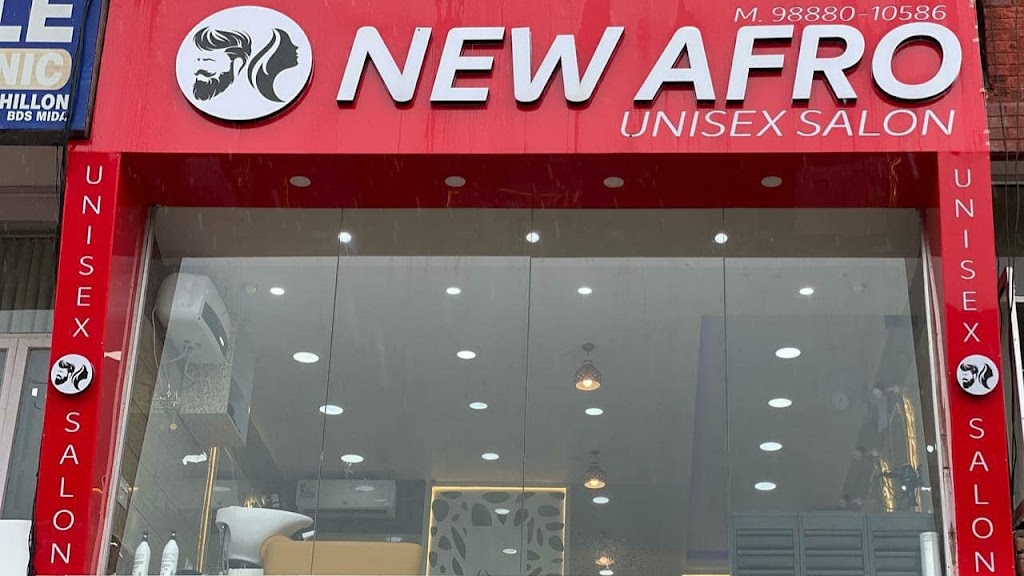 LE
NIC
HILLON
BDS MIDA
M. 98880-10586
NEW AFRO
UNISEX SALON
UNISEX SALON
UNISEX SALON